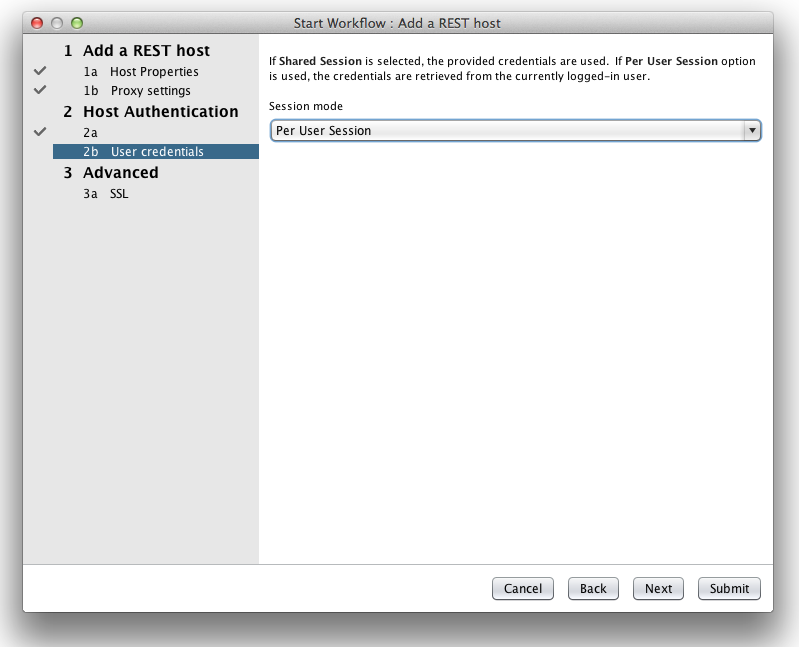 Start Workflow : Add a REST host
1 Add a REST host
1a Host Properties
1b Proxy settings
2 Host Authentication
2a
2b User credentials
3 Advanced
3a SSL
If Shared Session is selected, the provided credentials are used. If Per User Session option
is used, the credentials are retrieved from the currently logged-in user.
Session mode
Per User Session
Cancel Back Next Submit